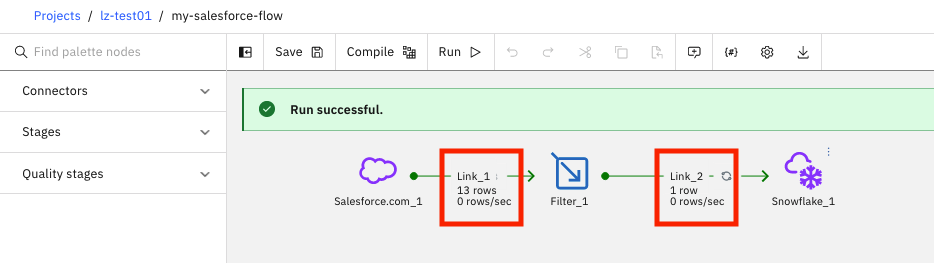 Projects / lz-test01 / my-salesforce-flow
Find palette nodes
Save
Compile
Run
{#}
Connectors
Stages
Quality stages
Run successful.
Link_1
13 rows
0 rows/sec
Link_2
1 row
0 rows/sec
Salesforce.com_1
Filter_1
Snowflake_1